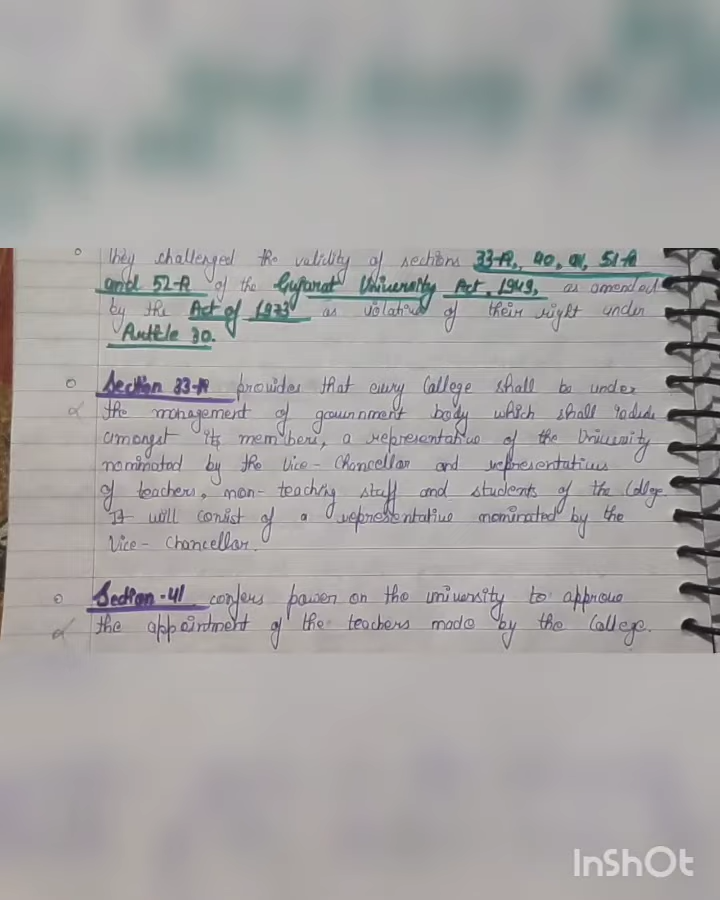 They challenged the validity of sections 33-A, 40, 41, 51-A
and 52-A of the Gujarat University Act, 1949, as amended
by the Act of 1973 as violative of their right under
Article 30.
Section 33-A provides that every College shall be under
the management of government body which shall include
amongst its members, a representative of the University
nominated by the Vice-Chancellar and representatives
of teachers, non-teaching staff and students of the College.
It will consist of a representative nominated by the
Vice-Chancellar.
Section-41 confers power on the university to approve
the appointment of the teachers made by the College.
InShOt